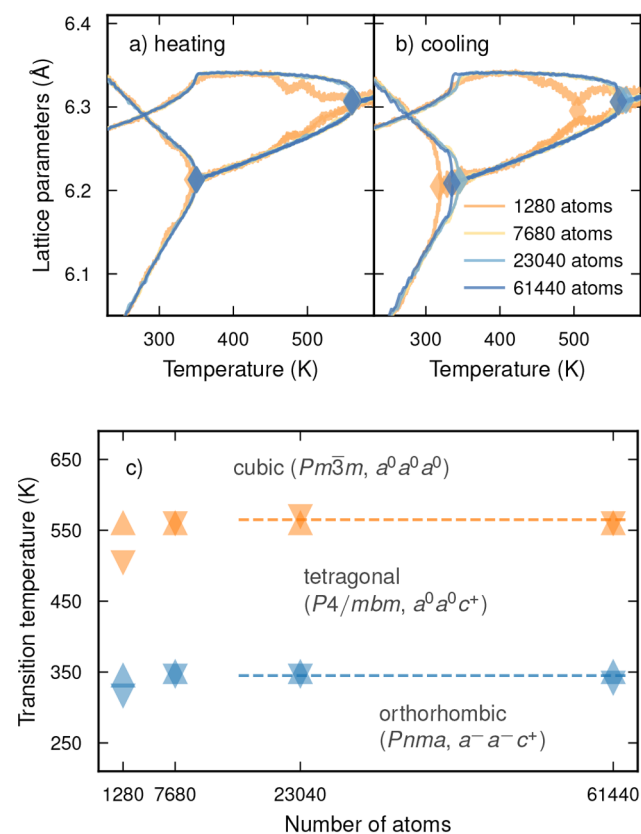 a) heating
b) cooling
6.4
6.3
6.2
6.1
Lattice parameters (Å)
1280 atoms
7680 atoms
23040 atoms
61440 atoms
300 400 500
300 400 500
Temperature (K)
Temperature (K)
c)
650
550
450
350
250
Transition temperature (K)
cubic (Pm3̅m, a⁰a⁰a⁰)
tetragonal
(P4/mbm, a⁰a⁰c⁺)
orthorhombic
(Pnma, a⁻a⁻c⁺)
1280 7680 23040 61440
Number of atoms